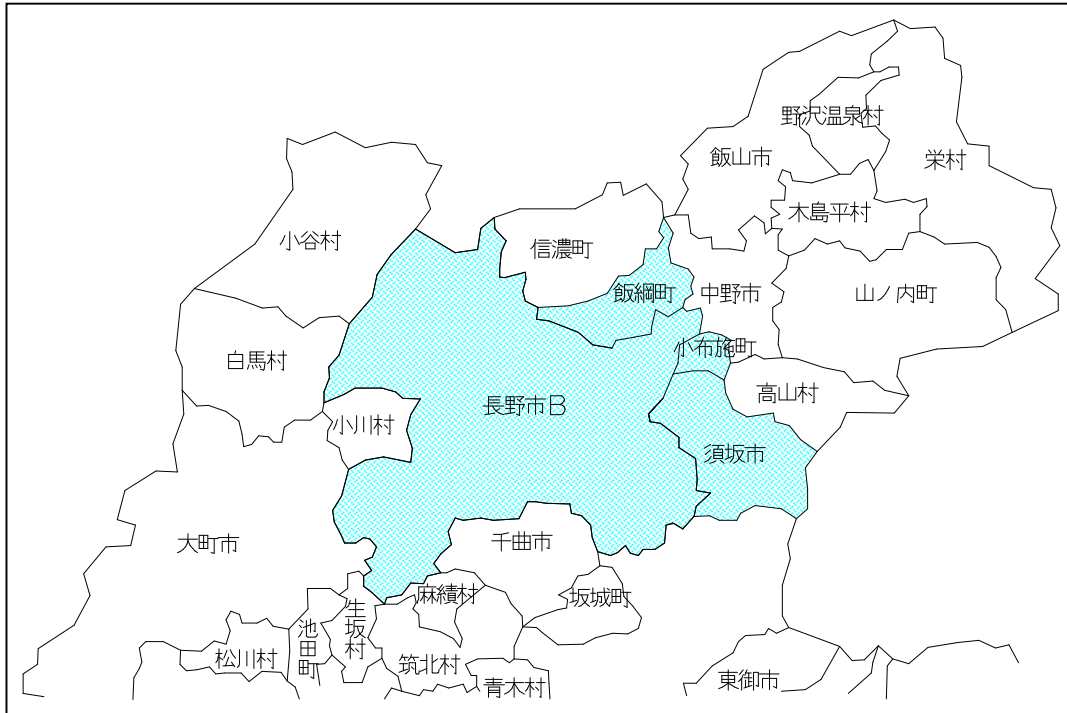 野沢温泉村
飯山市
栄村
木島平村
小谷村
信濃町
飯綱町
中野市
山ノ内町
小布施町
白馬村
高山村
長野市B
小川村
須坂市
大町市
千曲市
麻績村
坂城町
生坂村
池田町
松川村
筑北村
青木村
東御市